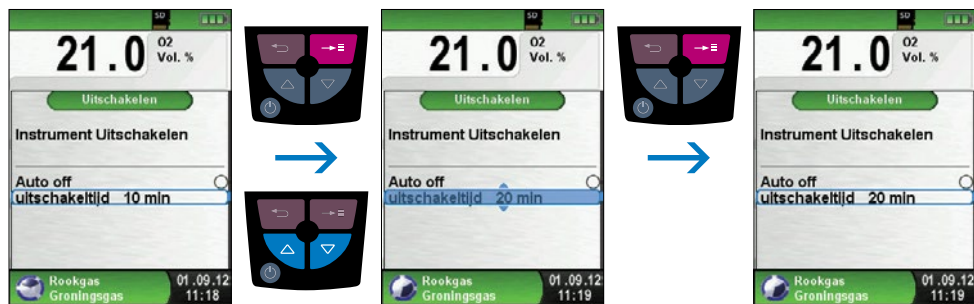 SD
21.0 O2 Vol. %
Uitschakelen
Instrument Uitschakelen
Auto off
uitschakeltijd 10 min
Rookgas 01.09.12
Groningsgas 11:18
SD
21.0 O2 Vol. %
Uitschakelen
Instrument Uitschakelen
Auto off
uitschakeltijd 20 min
Rookgas 01.09.12
Groningsgas 11:19
SD
21.0 O2 Vol. %
Uitschakelen
Instrument Uitschakelen
Auto off
uitschakeltijd 20 min
Rookgas 01.09.12
Groningsgas 11:19